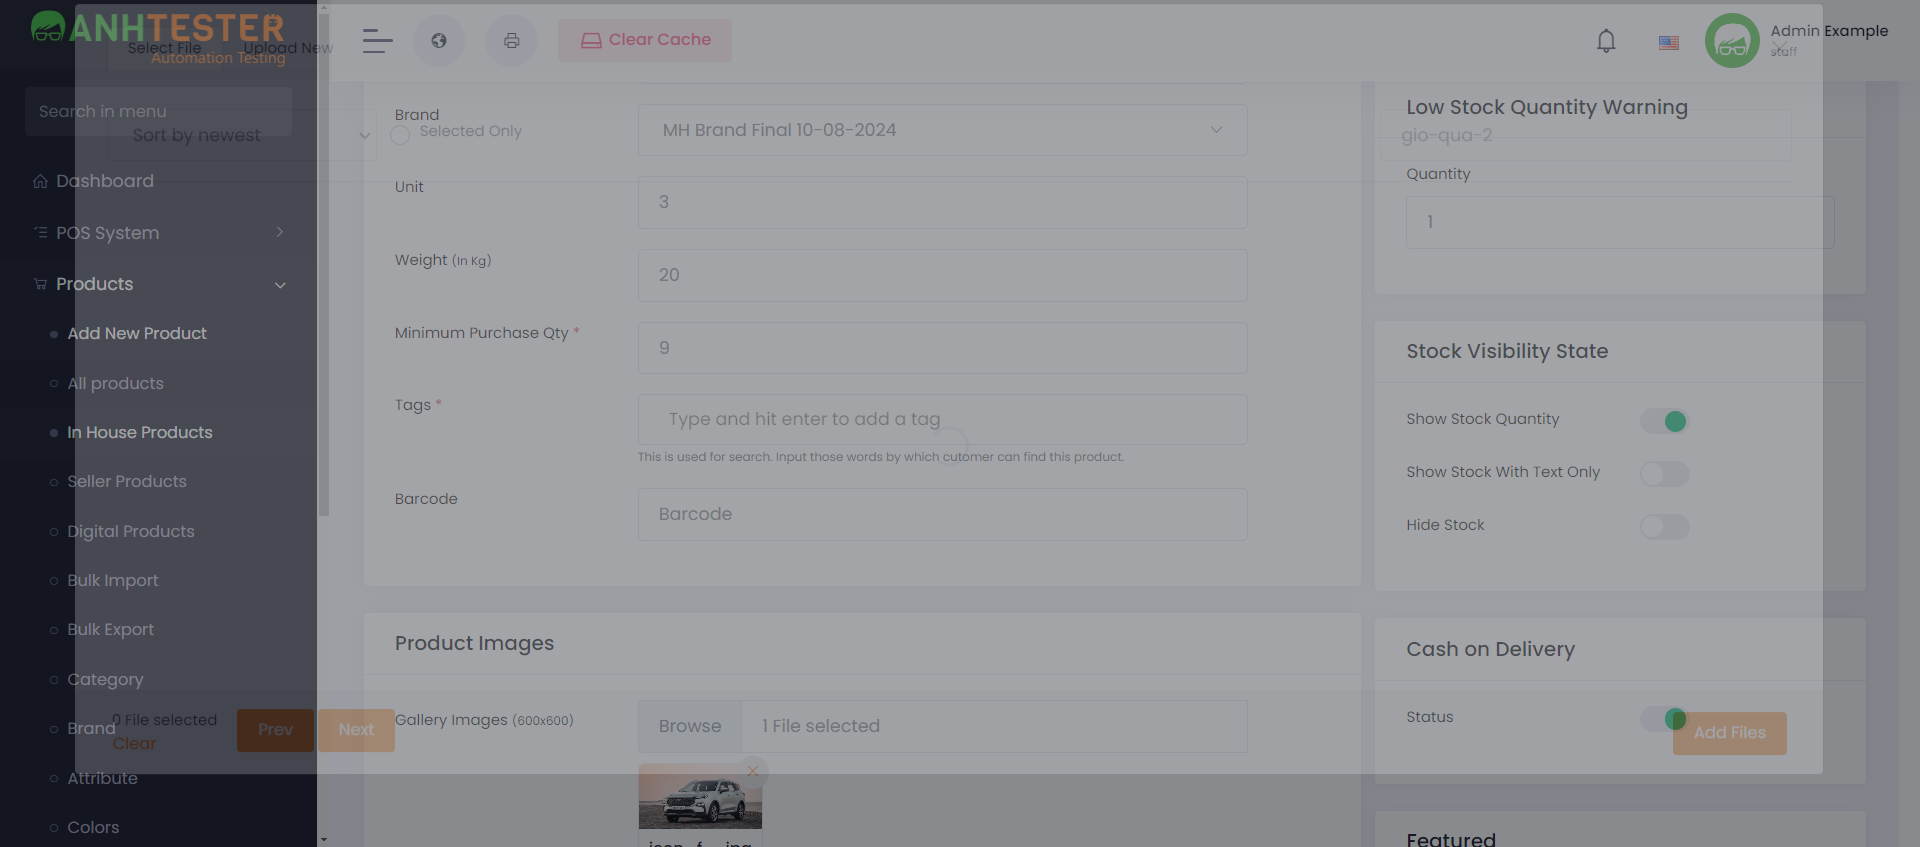 ANHTESTER
Automation Testing
Select File
Upload New
Clear Cache
Admin Example
staff
Search in menu
Sort by newest
Selected Only
gio-qua-2
Dashboard
POS System
Products
Add New Product
All products
In House Products
Seller Products
Digital Products
Bulk Import
Bulk Export
Category
Brand
Attribute
Colors
Brand
MH Brand Final 10-08-2024
Unit
3
Weight (In Kg)
20
Minimum Purchase Qty *
9
Tags *
Type and hit enter to add a tag
This is used for search. Input those words by which cutomer can find this product.
Barcode
Barcode
Product Images
Gallery Images (600x600)
Browse
1 File selected
Low Stock Quantity Warning
Quantity
1
Stock Visibility State
Show Stock Quantity
Show Stock With Text Only
Hide Stock
Cash on Delivery
Status
Featured
0 File selected
Clear
Prev
Next
Add Files